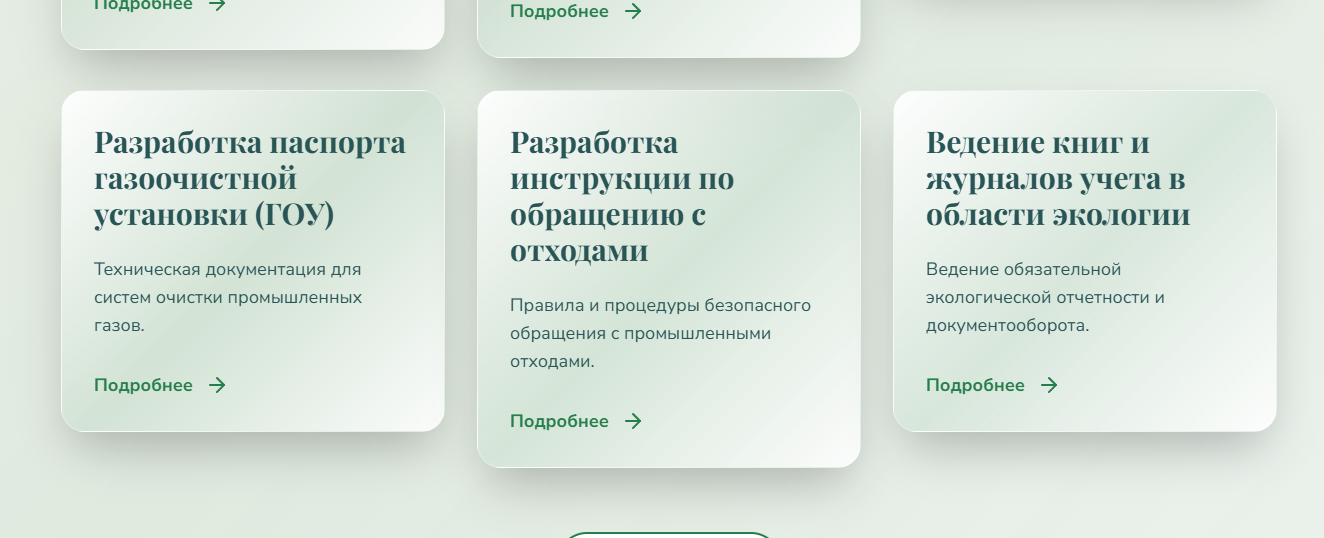 Подробнее
Подробнее
Разработка паспорта
газоочистной
установки (ГОУ)
Техническая документация для
систем очистки промышленных
газов.
Подробнее
Разработка
инструкции по
обращению с
отходами
Правила и процедуры безопасного
обращения с промышленными
отходами.
Подробнее
Ведение книг и
журналов учета в
области экологии
Ведение обязательной
экологической отчетности и
документооборота.
Подробнее